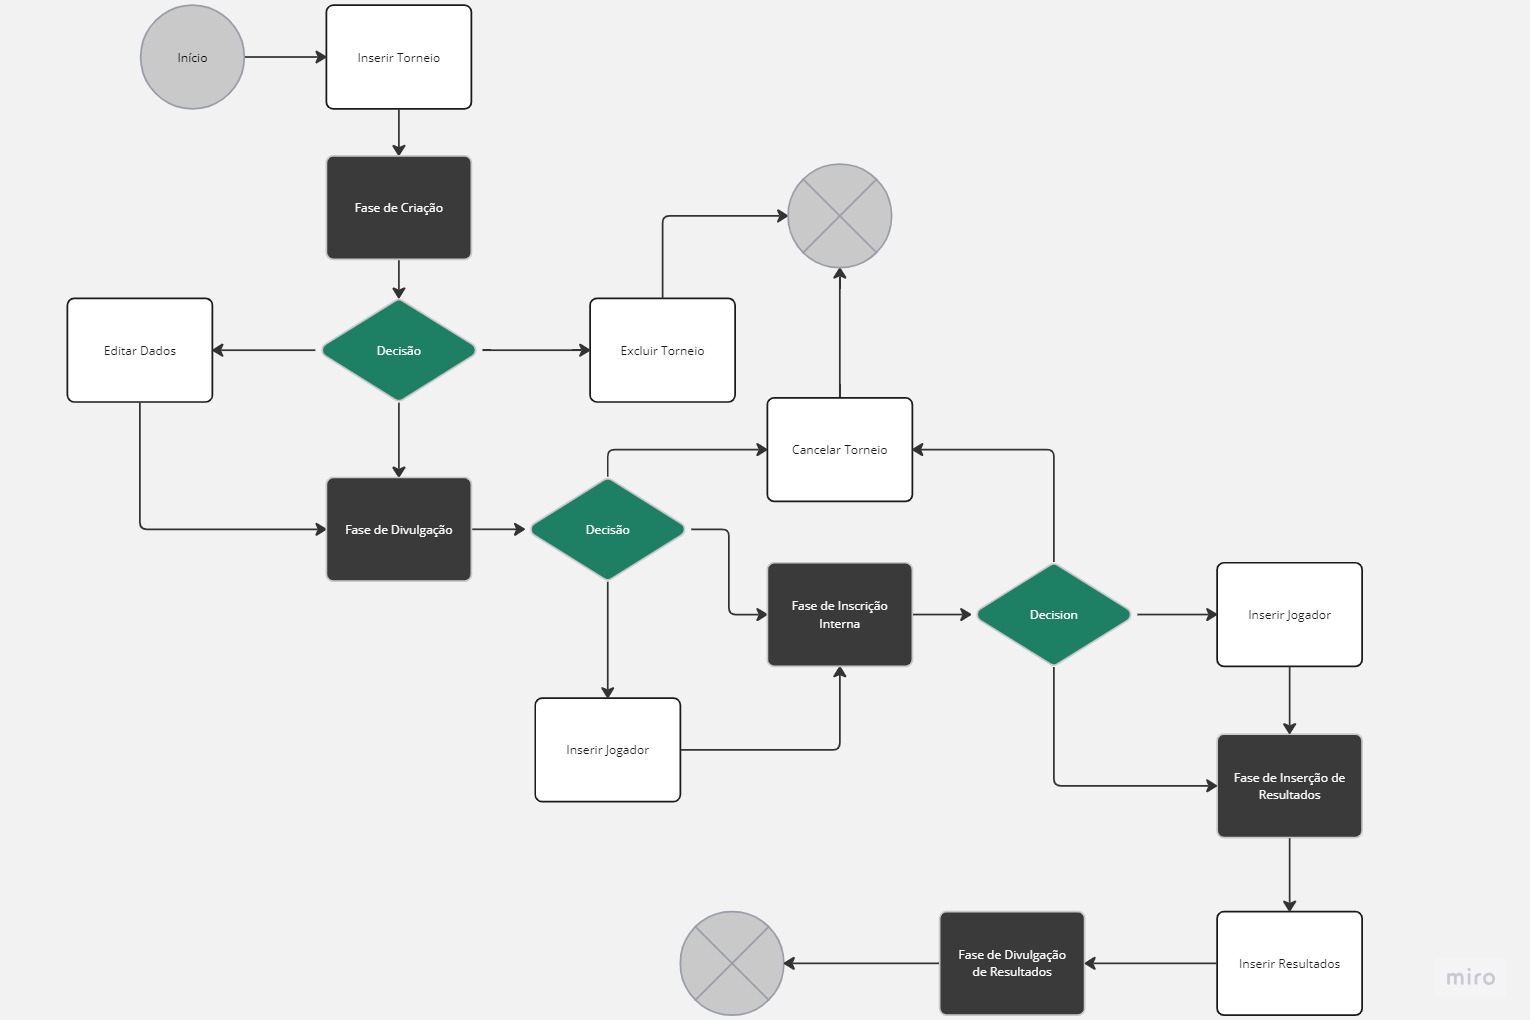 Início
Inserir Torneio
Fase de Criação
Editar Dados
Decisão
Excluir Torneio
Cancelar Torneio
Fase de Divulgação
Decisão
Fase de Inscrição
Interna
Decision
Inserir Jogador
Inserir Jogador
Fase de Inserção de
Resultados
Fase de Divulgação
de Resultados
Inserir Resultados
miro